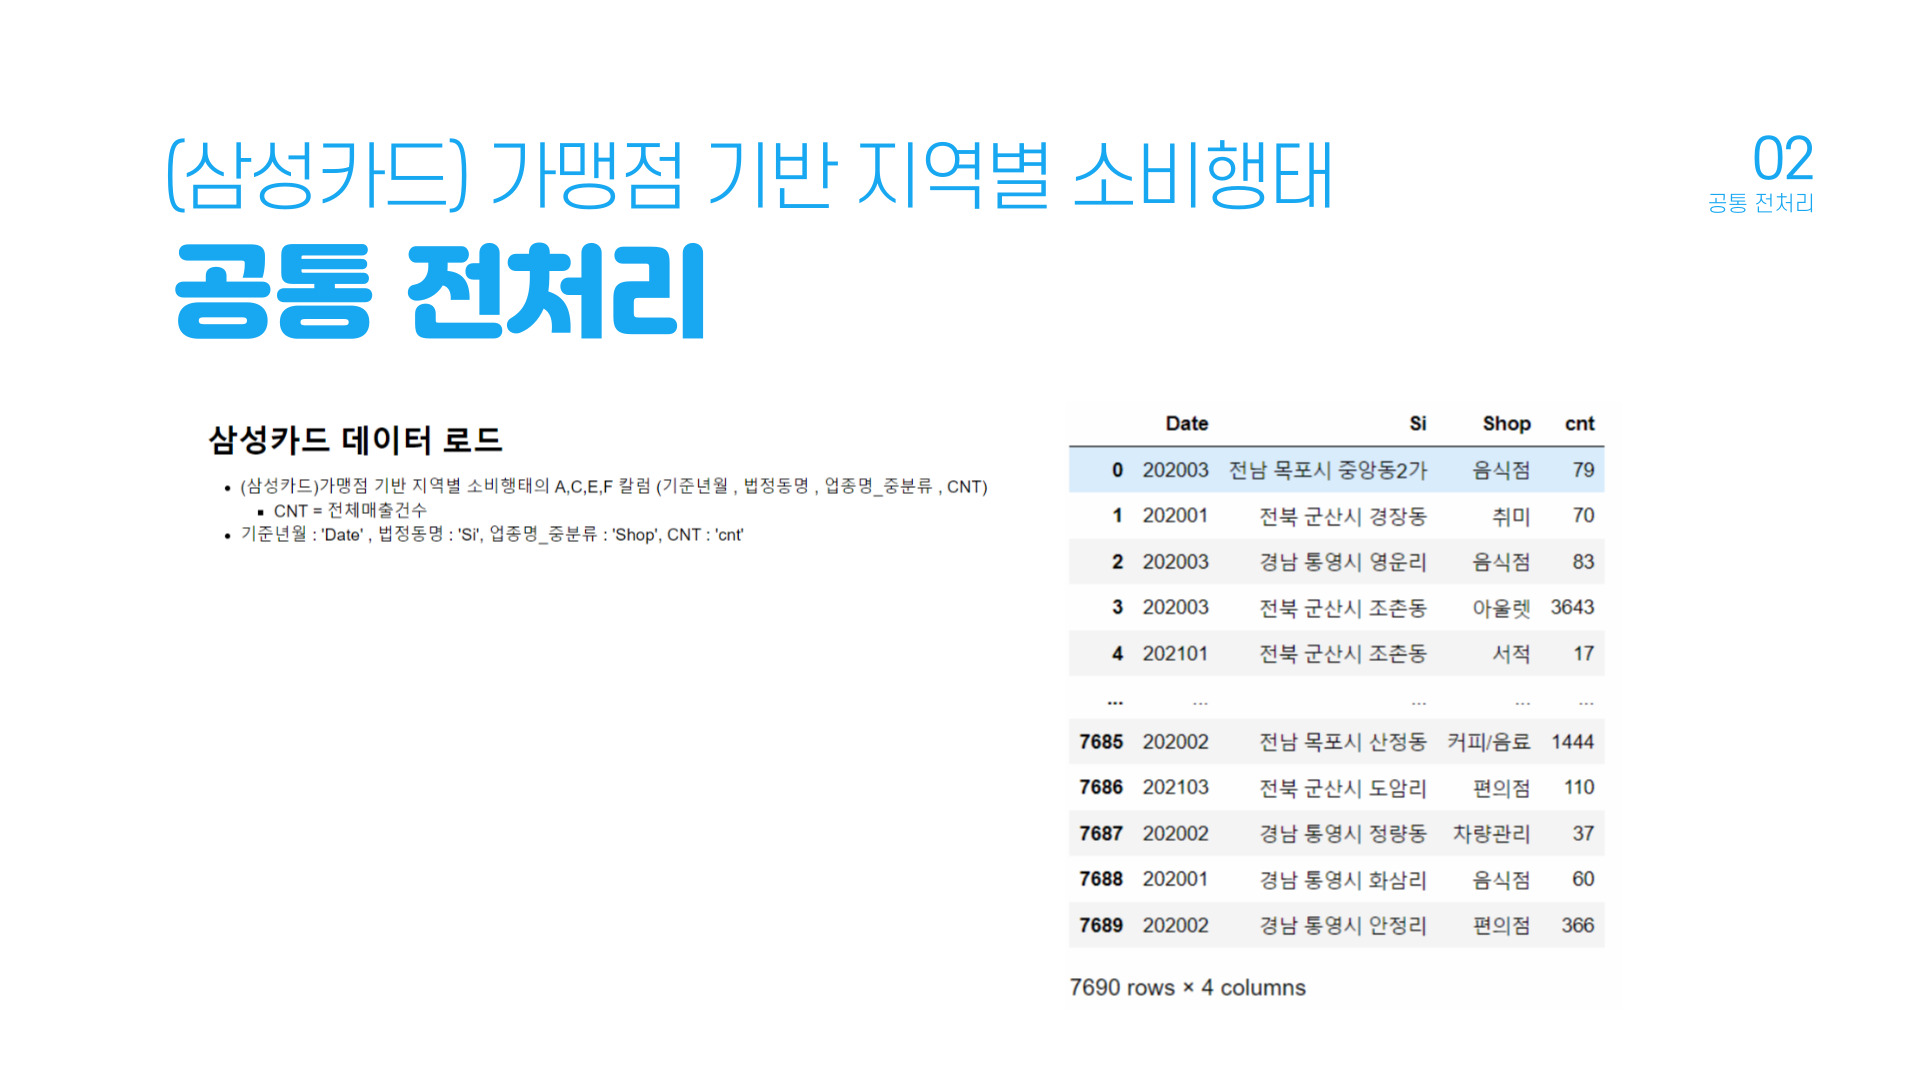 (삼성카드) 가맹점 기반 지역별 소비행태
공통 전처리
02
공통 전처리
삼성카드 데이터 로드
(삼성카드)가맹점 기반 지역별 소비행태의 A,C,E,F 칼럼 (기준년월 , 법정동명 , 업종명_중분류 , CNT)
CNT = 전체매출건수
기준년월 : 'Date' , 법정동명 : 'Si', 업종명_중분류 : 'Shop', CNT : 'cnt'
Date Si Shop cnt
0 202003 전남 목포시 중앙동2가 음식점 79
1 202001 전북 군산시 경장동 취미 70
2 202003 경남 통영시 영운리 음식점 83
3 202003 전북 군산시 조촌동 아울렛 3643
4 202101 전북 군산시 조촌동 서적 17
... ... ... ... ...
7685 202002 전남 목포시 산정동 커피/음료 1444
7686 202103 전북 군산시 도암리 편의점 110
7687 202002 경남 통영시 정량동 차량관리 37
7688 202001 경남 통영시 화삼리 음식점 60
7689 202002 경남 통영시 안정리 편의점 366
7690 rows × 4 columns